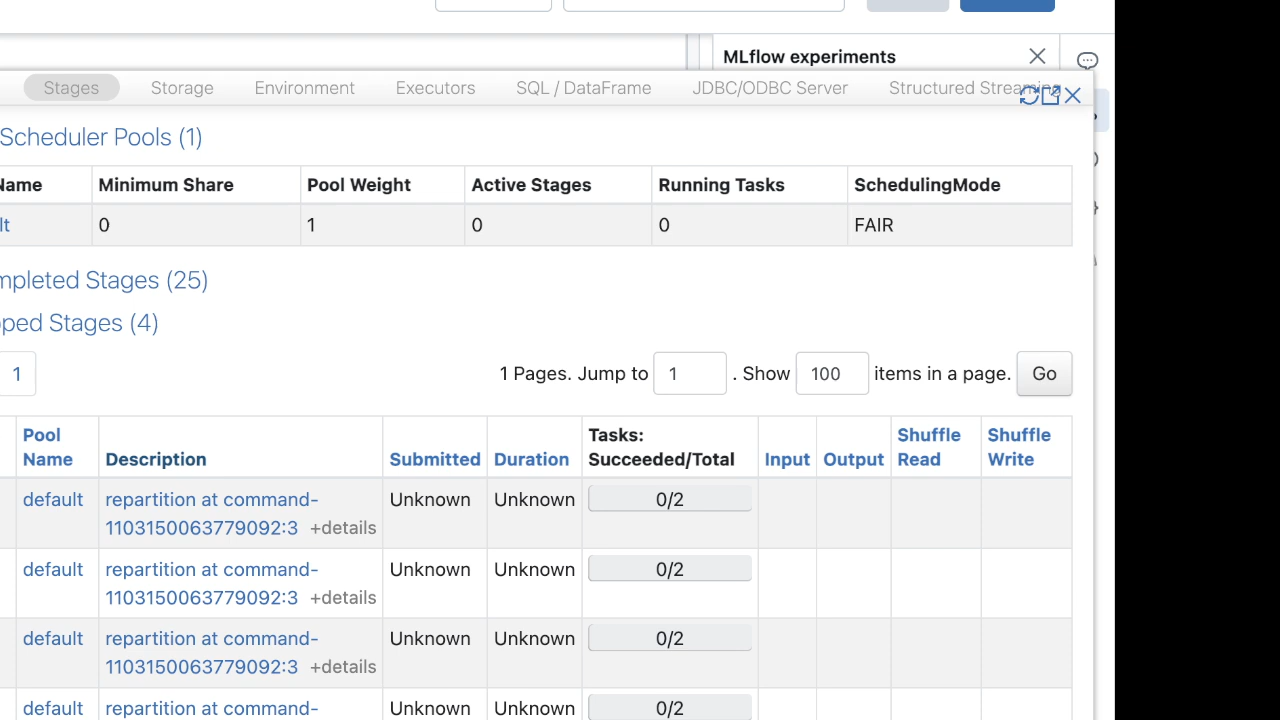 MLflow experiments
Stages Storage Environment Executors SQL / DataFrame JDBC/ODBC Server Structured Streaming
Scheduler Pools (1)
Name Minimum Share Pool Weight Active Stages Running Tasks SchedulingMode
lt 0 1 0 0 FAIR
mpleted Stages (25)
pped Stages (4)
1 1 Pages. Jump to 1 . Show 100 items in a page. Go
Pool Name Description Submitted Duration Tasks: Succeeded/Total Input Output Shuffle Read Shuffle Write
default repartition at command- Unknown Unknown 0/2
1103150063779092:3 +details
default repartition at command- Unknown Unknown 0/2
1103150063779092:3 +details
default repartition at command- Unknown Unknown 0/2
1103150063779092:3 +details
default repartition at command- Unknown Unknown 0/2